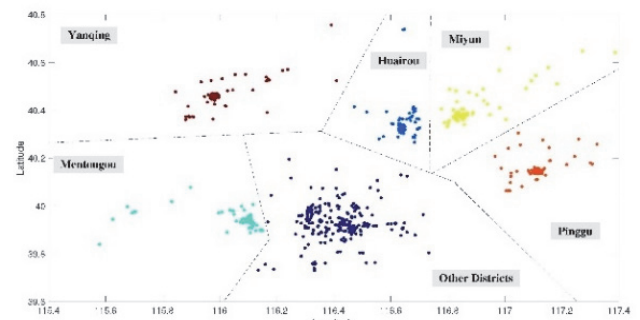 40.8
Yanqing
Miyun
Huairou
40.6
40.4
40.2
Mentougou
Latitude
40
Pinggu
39.8
Other Districts
39.6
115.4 115.6 115.8 116 116.2 116.4 116.6 116.8 117 117.2 117.4